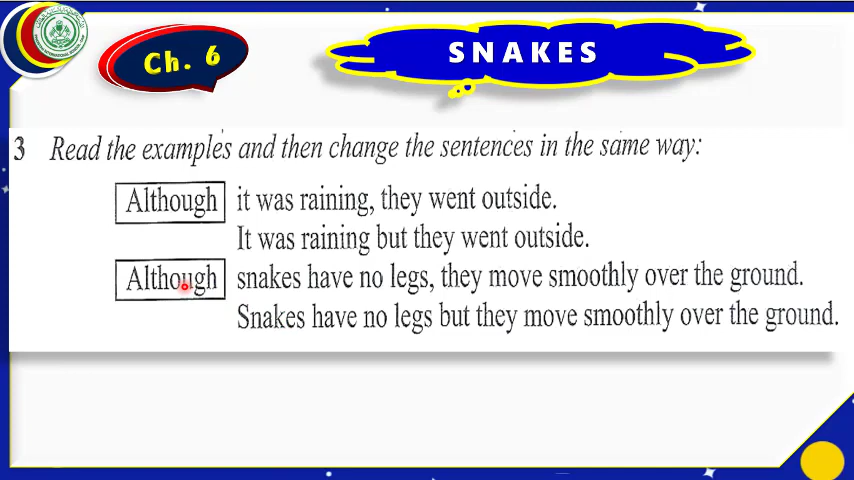 Ch. 6
SNAKES
3 Read the examples and then change the sentences in the same way:
Although it was raining, they went outside.
It was raining but they went outside.
Although snakes have no legs, they move smoothly over the ground.
Snakes have no legs but they move smoothly over the ground.